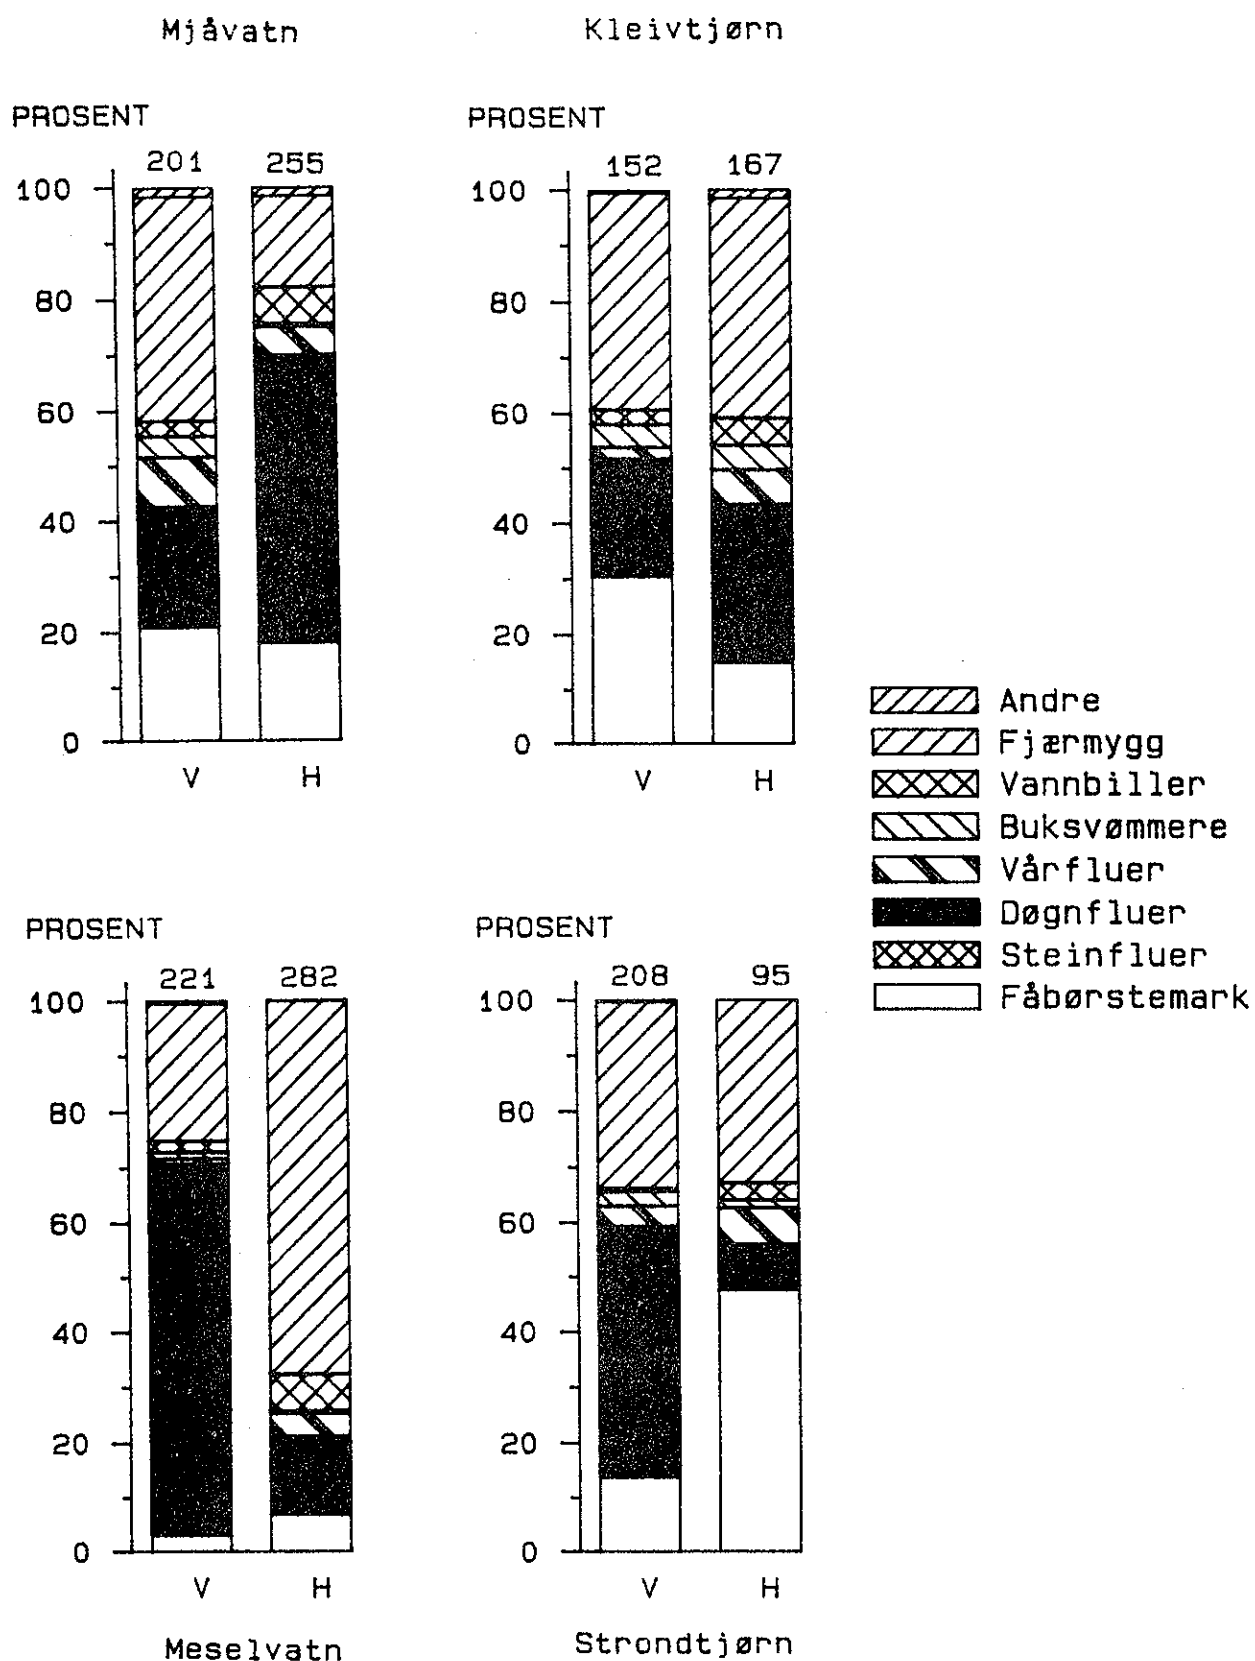 Mjåvatn Kleivtjørn
PROSENT PROSENT
201 255 152 167
100 100
80 80
60 60
40 40
20 20
0 0
V H V H
Andre
Fjærmygg
Vannbiller
Buksvømmere
Vårfluer
Døgnfluer
Steinfluer
Fåbørstemark
PROSENT PROSENT
221 282 208 95
100 100
80 80
60 60
40 40
20 20
0 0
V H V H
Meselvatn Strondtjørn